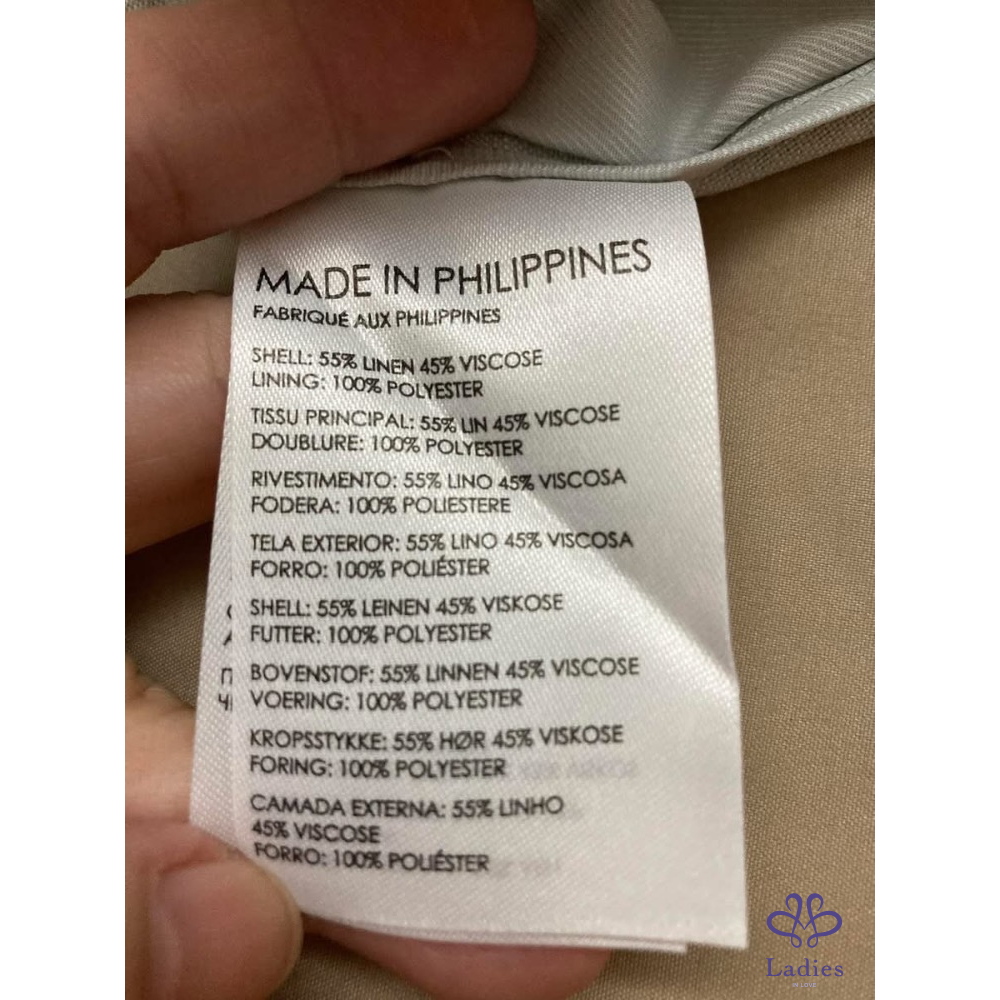 MADE IN PHILIPPINES
FABRIQUÉ AUX PHILIPPINES
SHELL: 55% LINEN 45% VISCOSE
LINING: 100% POLYESTER
TISSU PRINCIPAL: 55% LIN 45% VISCOSE
DOUBLURE: 100% POLYESTER
RIVESTIMENTO: 55% LINO 45% VISCOSA
FODERA: 100% POLIESTERE
TELA EXTERIOR: 55% LINO 45% VISCOSA
FORRO: 100% POLIÉSTER
SHELL: 55% LEINEN 45% VISKOSE
FUTTER: 100% POLYESTER
BOVENSTOF: 55% LINNEN 45% VISCOSE
VOERING: 100% POLYESTER
KROPSSTYKKE: 55% HØR 45% VISKOSE
FORING: 100% POLYESTER
CAMADA EXTERNA: 55% LINHO
45% VISCOSE
FORRO: 100% POLIÉSTER
Ladies
IN LOVE